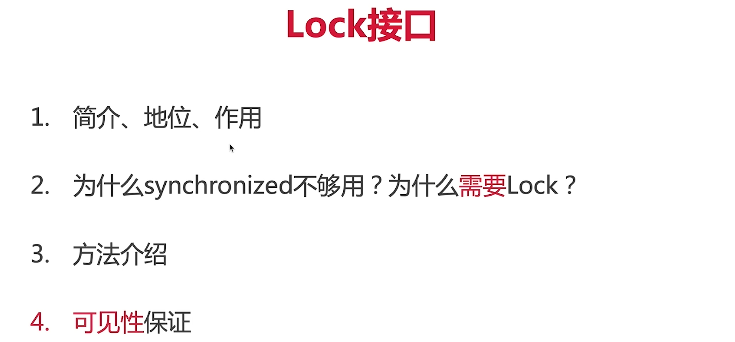 Lock接口
1. 简介、地位、作用
2. 为什么synchronized不够用？为什么需要Lock？
3. 方法介绍
4. 可见性保证